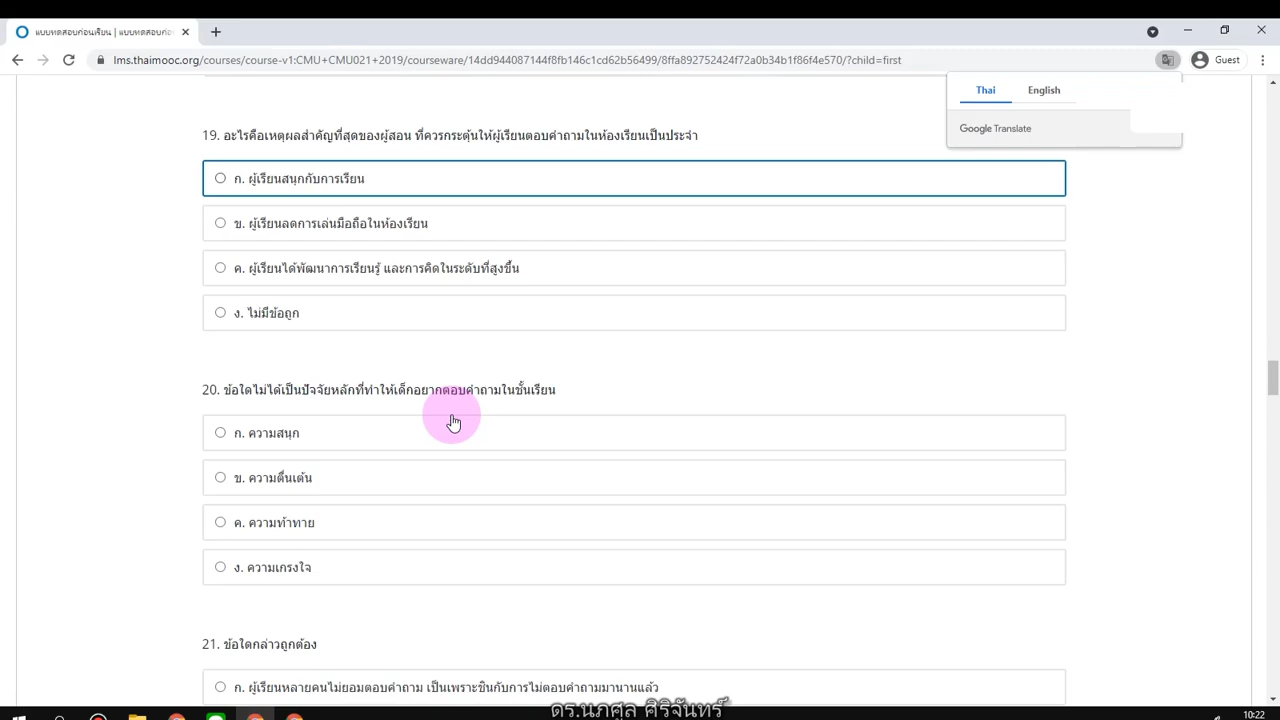 แบบทดสอบก่อนเรียน | แบบทดสอบก่อ
lms.thaimooc.org/courses/course-v1:CMU+CMU021+2019/courseware/14dd944087144f8fb146c1cd62b56499/8ffa892752424f72a0b34b1f86f4e570/?child=first
Guest
Thai English
Google Translate
19. อะไรคือเหตุผลสำคัญที่สุดของผู้สอน ที่ควรกระตุ้นให้ผู้เรียนตอบคำถามในห้องเรียนเป็นประจำ
ก. ผู้เรียนสนุกกับการเรียน
ข. ผู้เรียนลดการเล่นมือถือในห้องเรียน
ค. ผู้เรียนได้พัฒนาการเรียนรู้ และการคิดในระดับที่สูงขึ้น
ง. ไม่มีข้อถูก
20. ข้อใดไม่ได้เป็นปัจจัยหลักที่ทำให้เด็กอยากตอบคำถามในชั้นเรียน
ก. ความสนุก
ข. ความตื่นเต้น
ค. ความท้าทาย
ง. ความเกรงใจ
21. ข้อใดกล่าวถูกต้อง
ก. ผู้เรียนหลายคนไม่ยอมตอบคำถาม เป็นเพราะชินกับการไม่ตอบคำถามมานานแล้ว
ดร.นภศูล ศิริจันทร์
10:22